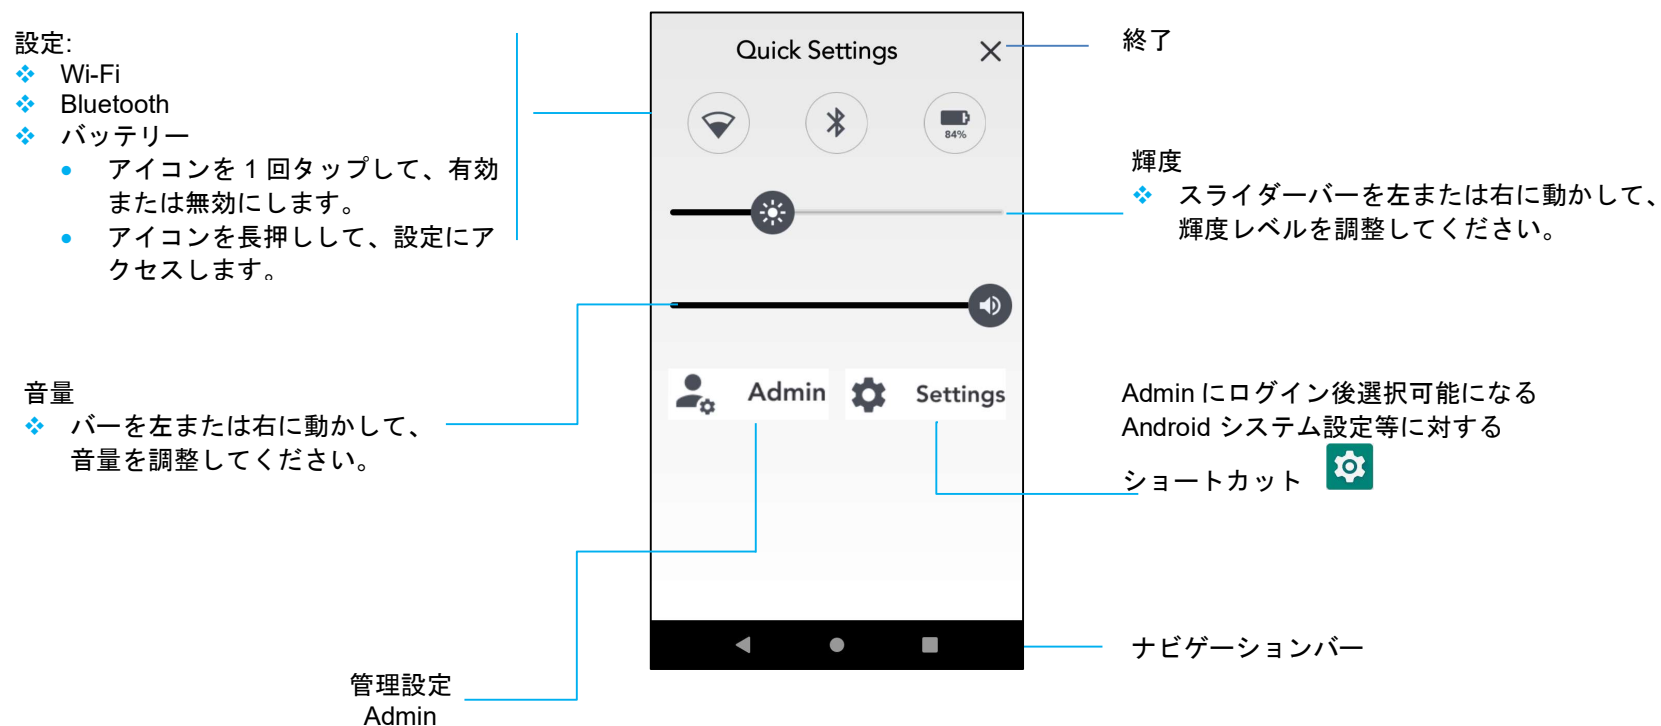 設定:
Wi-Fi
Bluetooth
バッテリー
アイコンを 1 回タップして、有効
または無効にします。
アイコンを長押しして、設定にア
クセスします。
音量
バーを左または右に動かして、
音量を調整してください。
管理設定
Admin
Quick Settings
84%
Admin
Settings
終了
輝度
スライダーバーを左または右に動かして、
輝度レベルを調整してください。
Admin にログイン後選択可能になる
Android システム設定等に対する
ショートカット
ナビゲーションバー